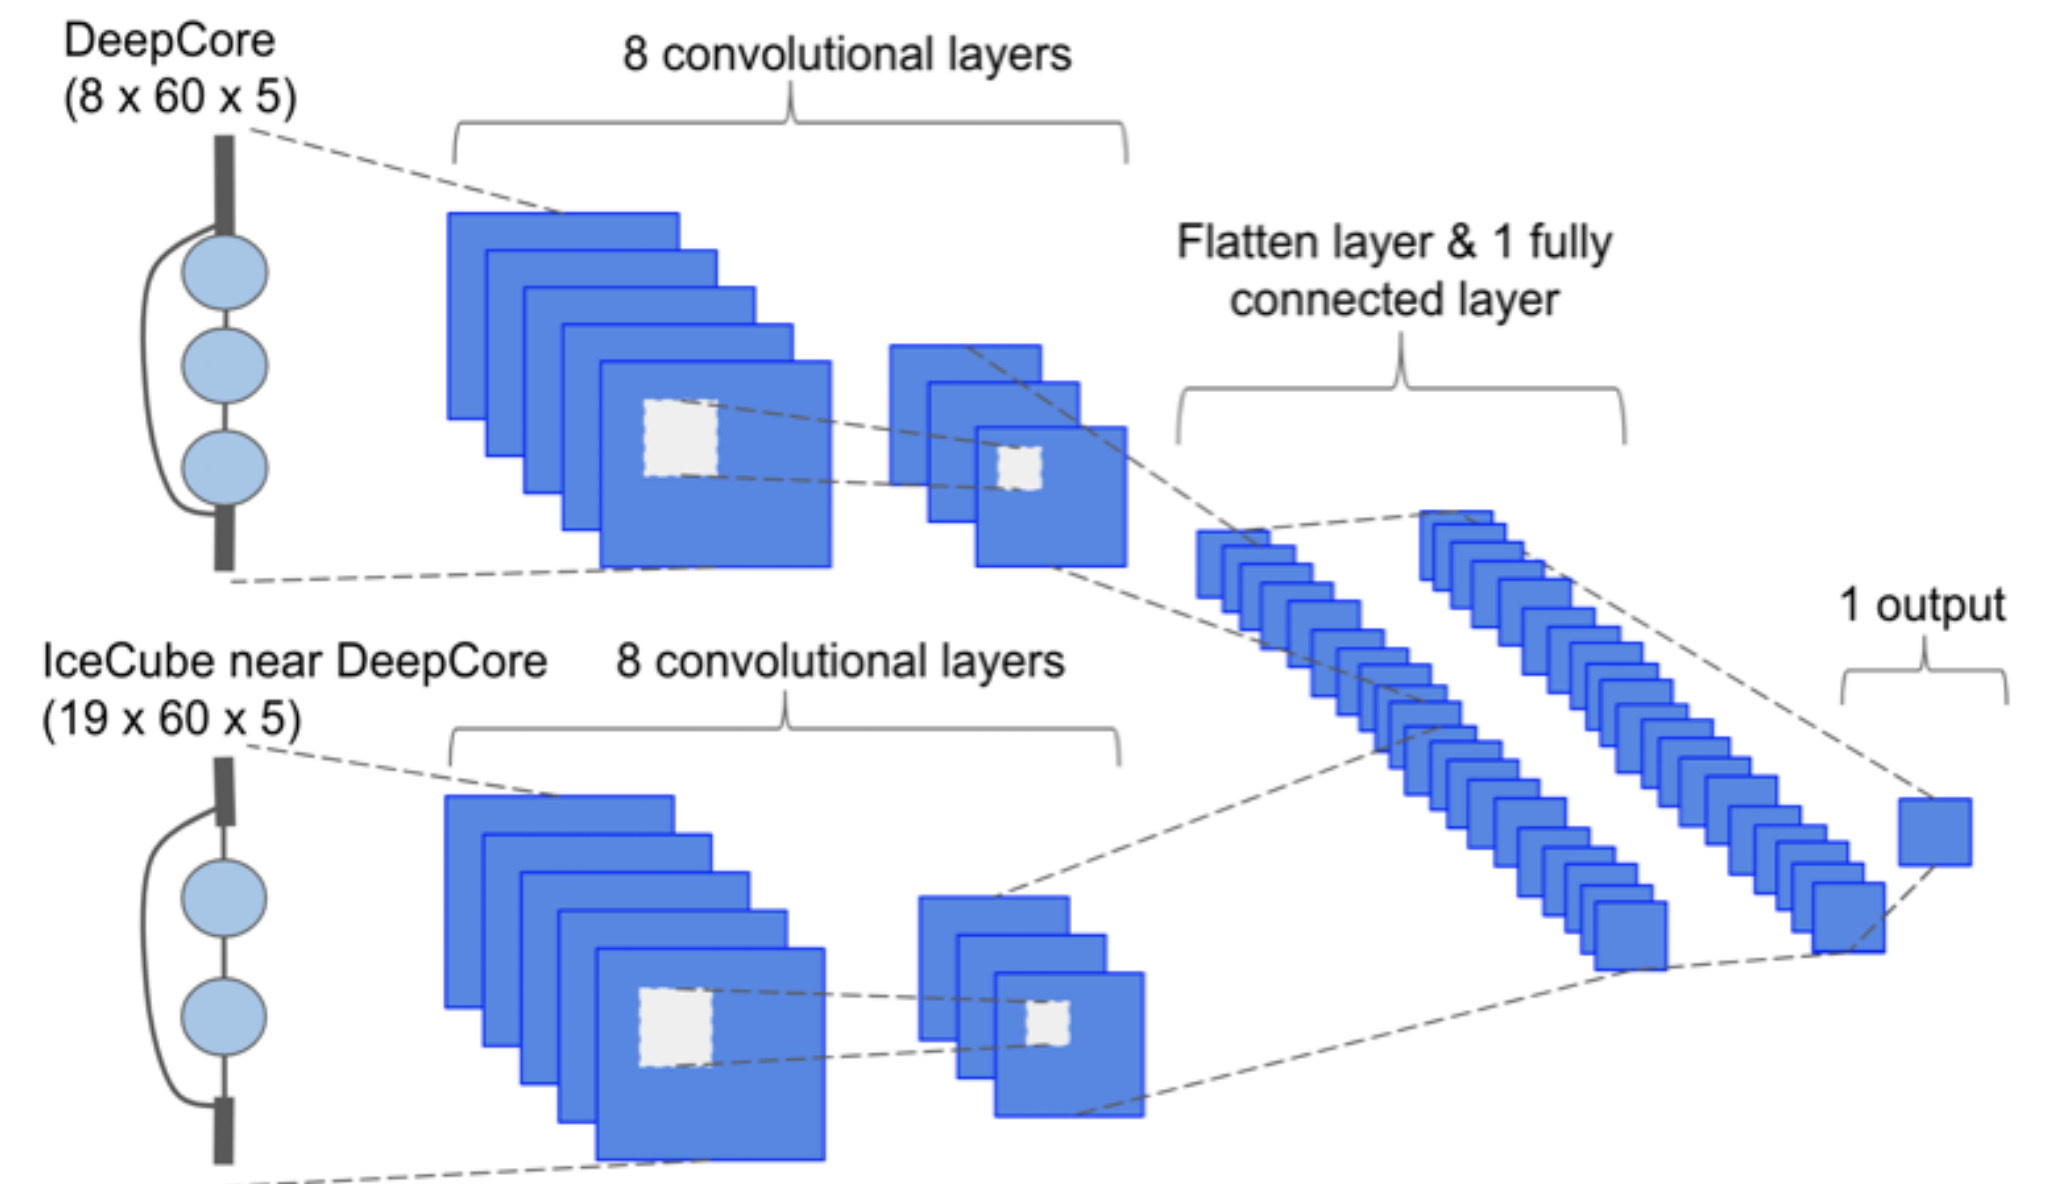 DeepCore
(8 x 60 x 5)
8 convolutional layers
Flatten layer & 1 fully
connected layer
1 output
IceCube near DeepCore
(19 x 60 x 5)
8 convolutional layers